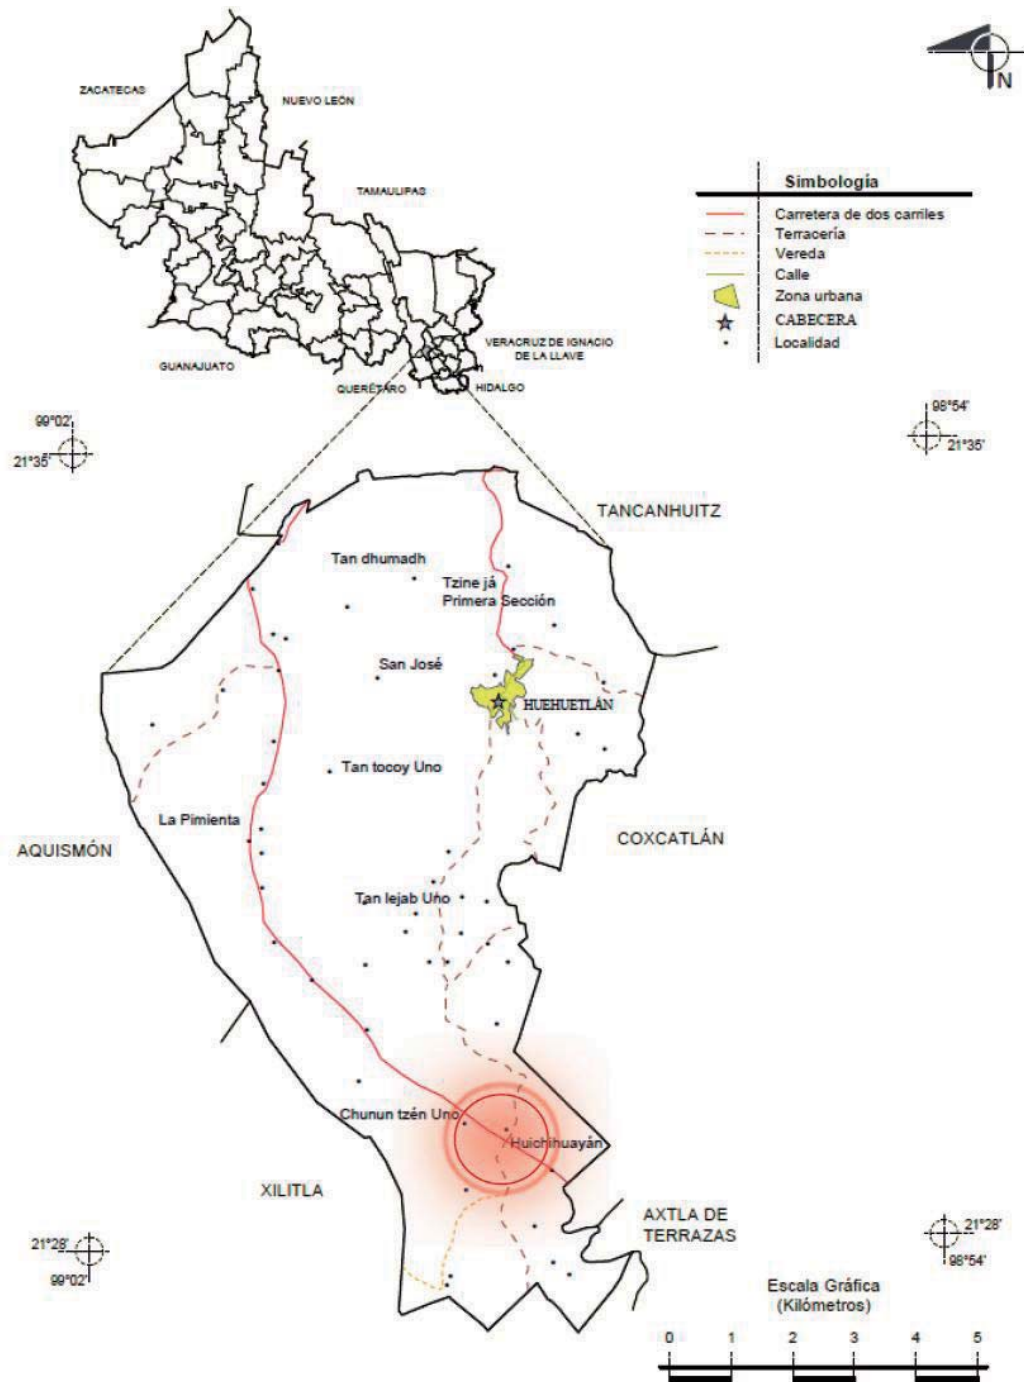 ZACATECAS
NUEVO LEÓN
TAMAULIPAS
VERACRUZ DE IGNACIO
DE LA LLAVE
GUANAJUATO
QUERÉTARO
HIDALGO
N
Simbología
Carretera de dos carriles
Terracería
Vereda
Calle
Zona urbana
CABECERA
Localidad
99°02'
21°35'
98°54'
21°35'
TANCANHUITZ
Tan dhumadh
Tzine já
Primera Sección
San José
HUEHUETLÁN
Tan tocoy Uno
La Pimienta
AQUISMÓN
COXCATLÁN
Tan lejab Uno
Chunun tzén Uno
Huichihuayán
XILITLA
AXTLA DE
TERRAZAS
21°28'
99°02'
21°28'
98°54'
Escala Gráfica
(Kilómetros)
0 1 2 3 4 5